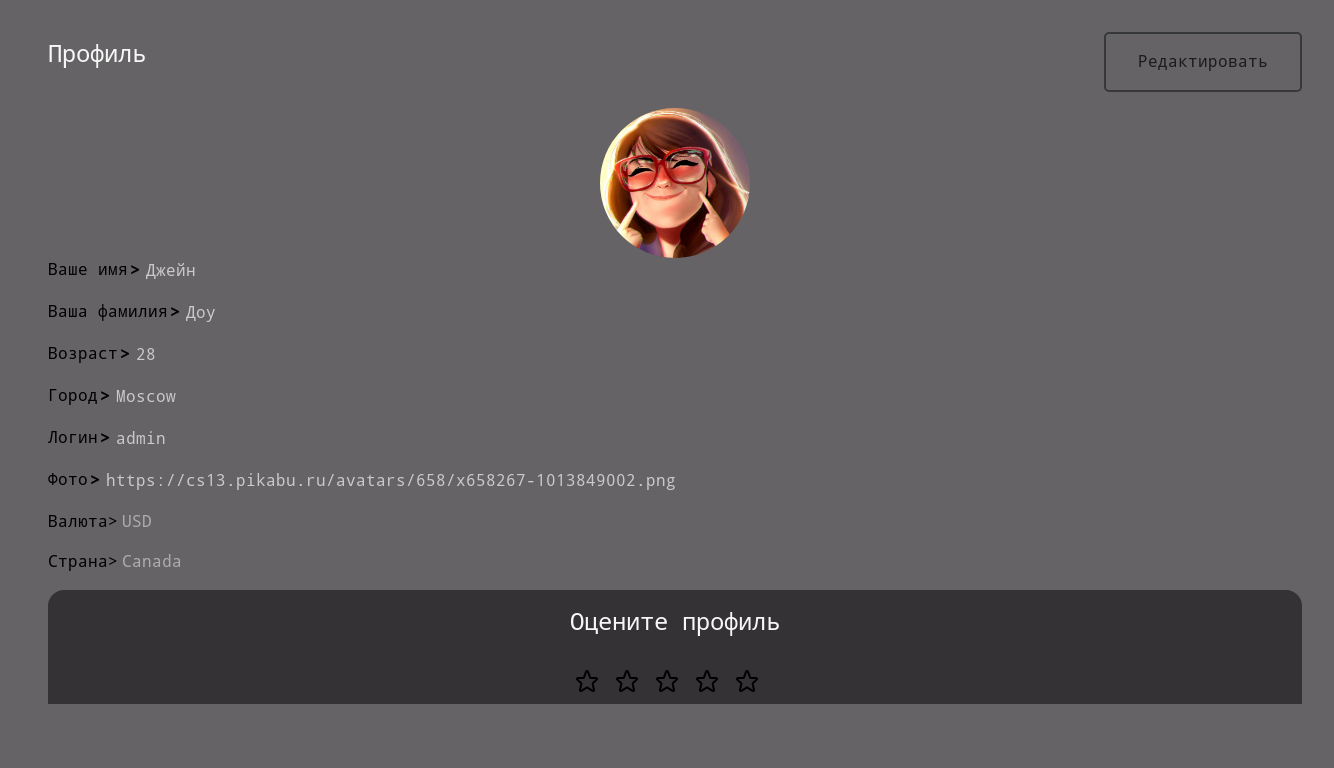 Профиль
Редактировать
Ваше имя> Джейн
Ваша фамилия> Доу
Возраст> 28
Город> Moscow
Логин> admin
Фото> https://cs13.pikabu.ru/avatars/658/x658267-1013849002.png
Валюта> USD
Страна> Canada
Оцените профиль